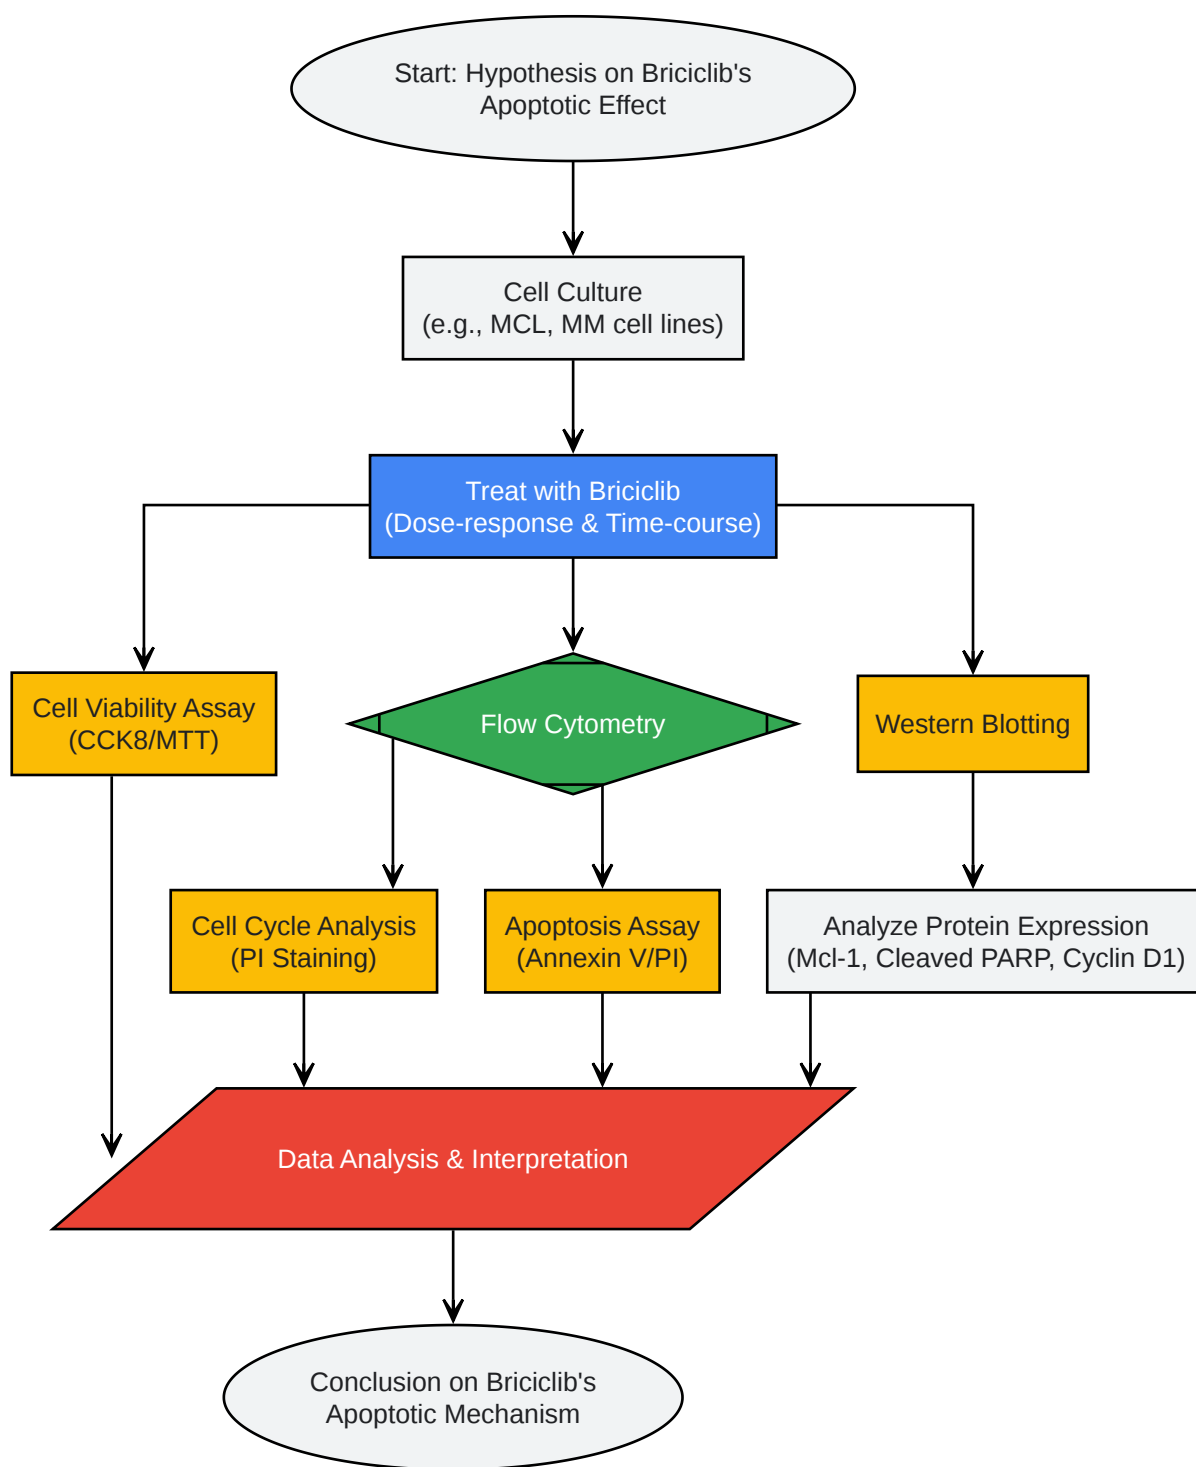 Start: Hypothesis on Briciclib's
Apoptotic Effect
Cell Culture
(e.g., MCL, MM cell lines)
Treat with Briciclib
(Dose-response & Time-course)
Cell Viability Assay
(CCK8/MTT)
Flow Cytometry
Western Blotting
Cell Cycle Analysis
(PI Staining)
Apoptosis Assay
(Annexin V/PI)
Analyze Protein Expression
(Mcl-1, Cleaved PARP, Cyclin D1)
Data Analysis & Interpretation
Conclusion on Briciclib's
Apoptotic Mechanism